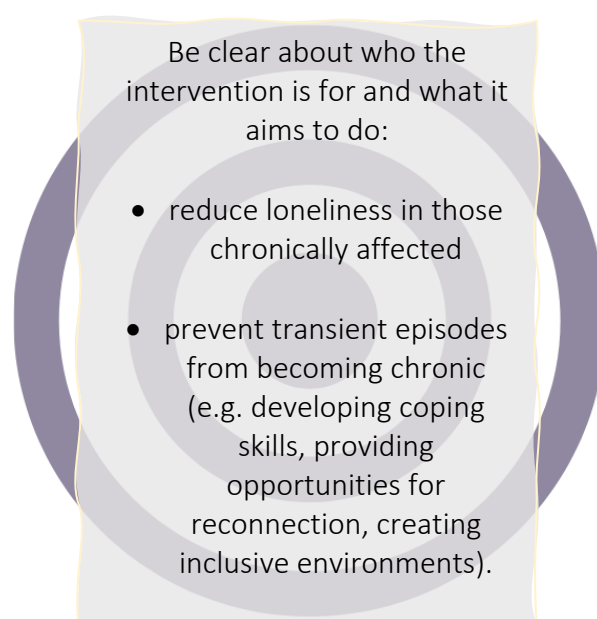 Be clear about who the
intervention is for and what it
aims to do:
• reduce loneliness in those
chronically affected
• prevent transient episodes
from becoming chronic
(e.g. developing coping
skills, providing
opportunities for
reconnection, creating
inclusive environments).